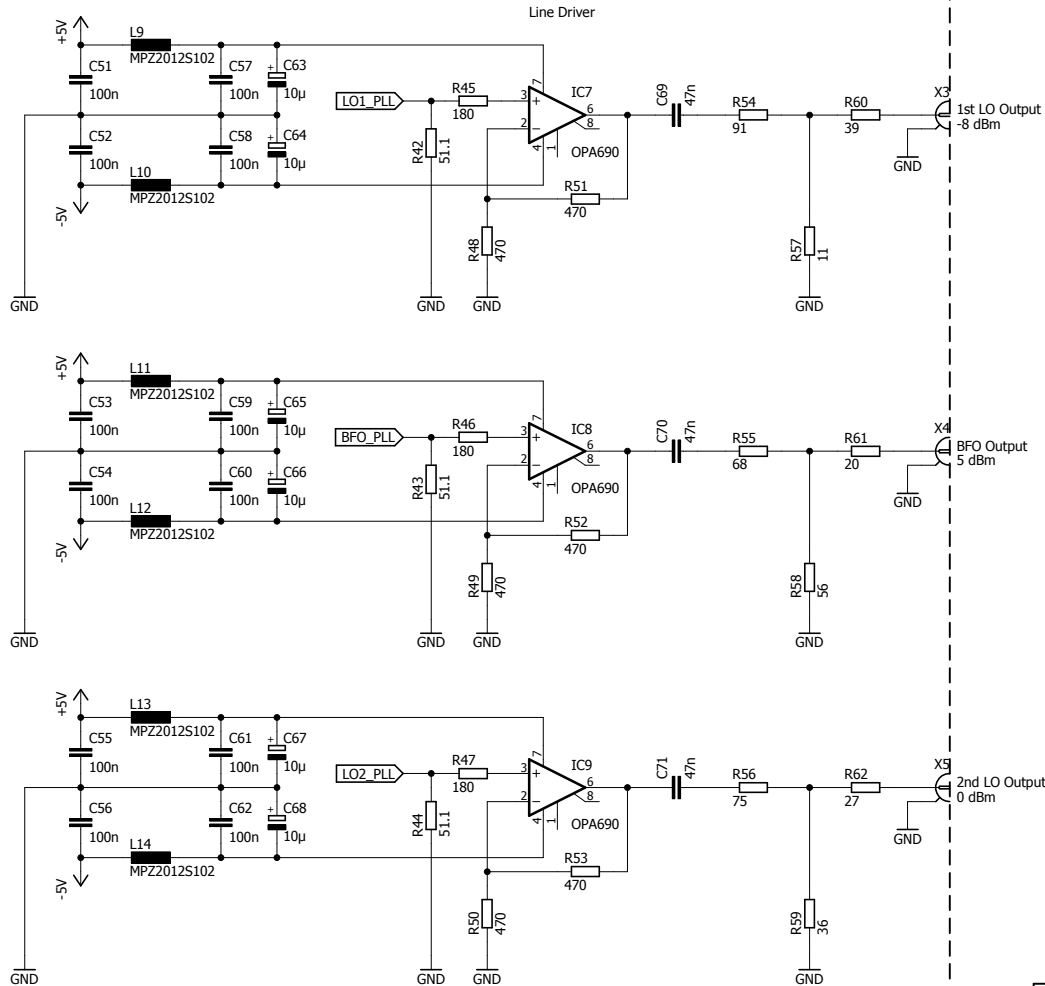 Line Driver
+5V
L9
MPZ2012S102
C51
100n
C57
100n
+
C63
10µ
C52
100n
C58
100n
+
C64
10µ
L10
MPZ2012S102
-5V
GND
LO1_PLL
R45
180
R42
51.1
GND
3
2
+
−
7
6
8
4
1
IC7
OPA690
R51
470
R48
470
GND
C69
47n
R54
91
R57
11
GND
R60
39
X3
GND
1st LO Output
-8 dBm
+5V
L11
MPZ2012S102
C53
100n
C59
100n
+
C65
10µ
C54
100n
C60
100n
+
C66
10µ
L12
MPZ2012S102
-5V
GND
BFO_PLL
R46
180
R43
51.1
GND
3
2
+
−
7
6
8
4
1
IC8
OPA690
R52
470
R49
470
GND
C70
47n
R55
68
R58
56
GND
R61
20
X4
GND
BFO Output
5 dBm
+5V
L13
MPZ2012S102
C55
100n
C61
100n
+
C67
10µ
C56
100n
C62
100n
+
C68
10µ
L14
MPZ2012S102
-5V
GND
LO2_PLL
R47
180
R44
51.1
GND
3
2
+
−
7
6
8
4
1
IC9
OPA690
R53
470
R50
470
GND
C71
47n
R56
75
R59
36
GND
R62
27
X5
GND
2nd LO Output
0 dBm